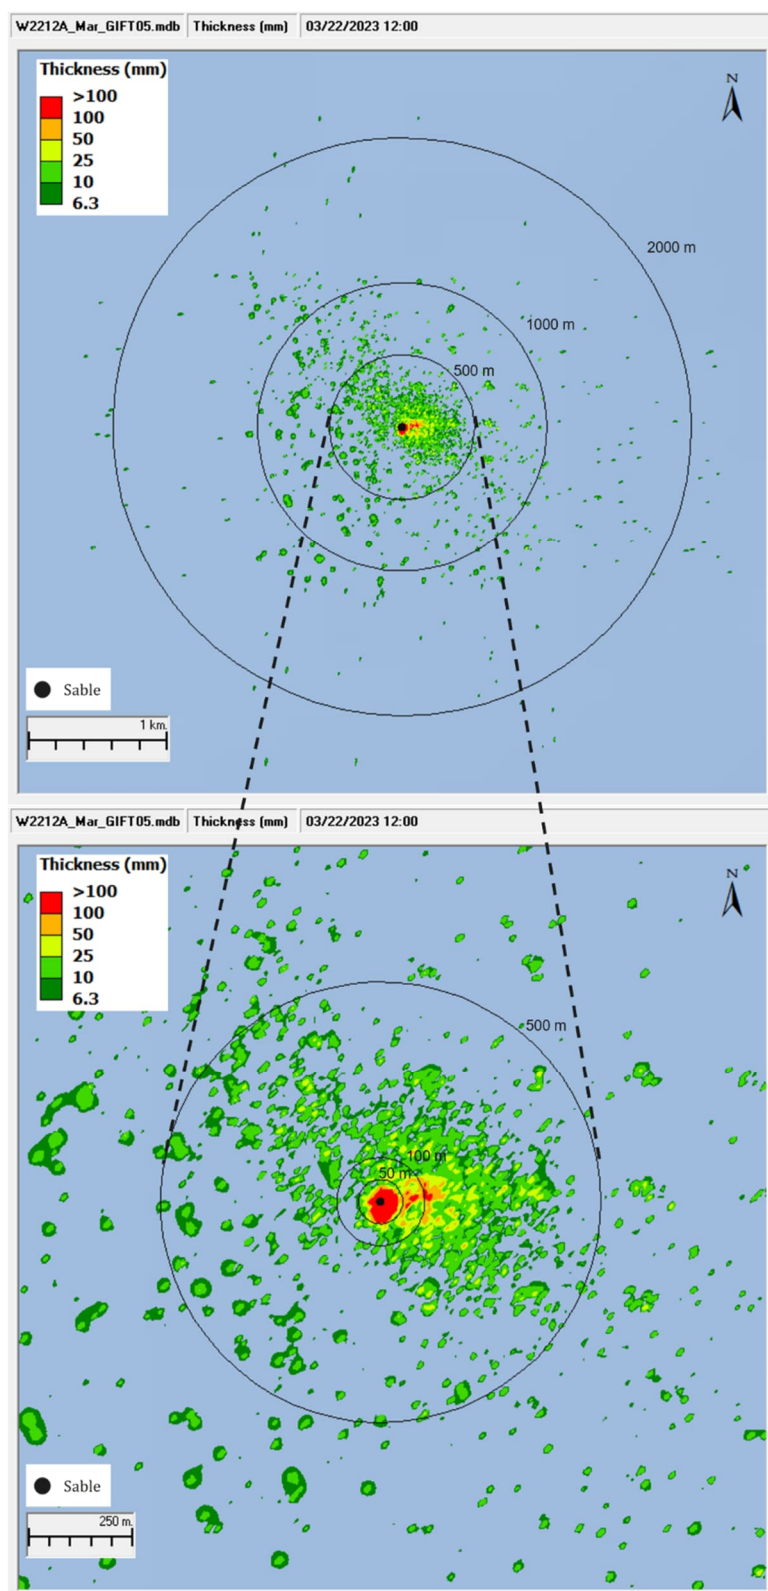 W2212A_Mar_GIFT05.mdb Thickness (mm) 03/22/2023 12:00
Thickness (mm)
>100
100
50
25
10
6.3
N
2000 m
1000 m
500 m
Sable
1 km.
W2212A_Mar_GIFT05.mdb Thickness (mm) 03/22/2023 12:00
Thickness (mm)
>100
100
50
25
10
6.3
N
500 m
100 m
50 m
Sable
250 m.